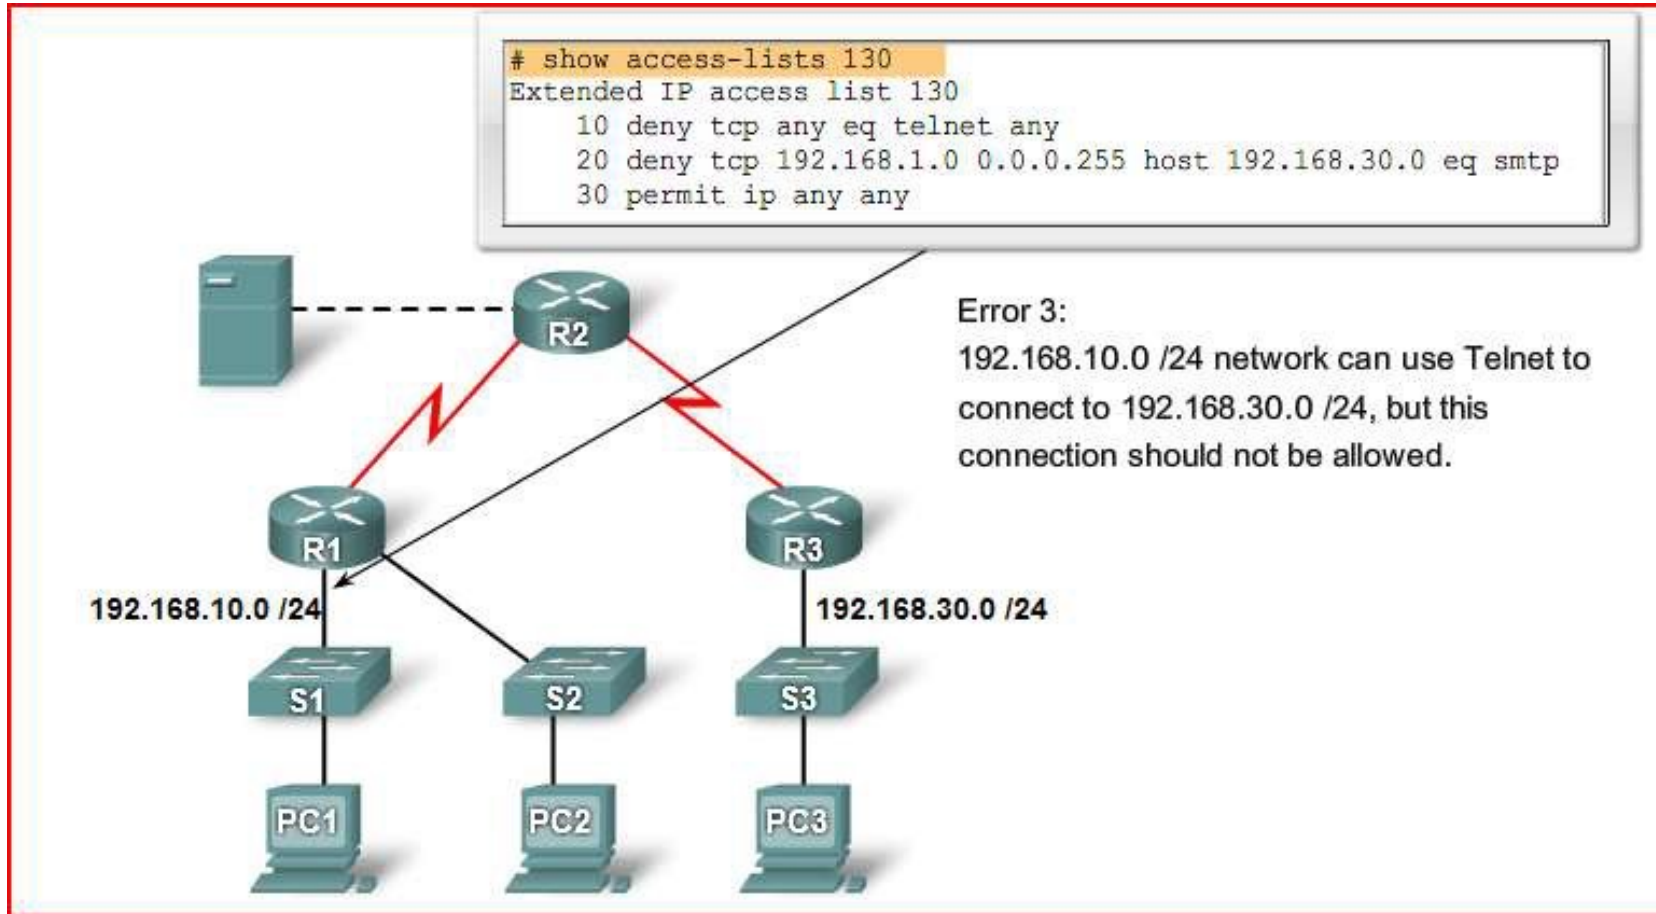 # show access-lists 130
Extended IP access list 130
10 deny tcp any eq telnet any
20 deny tcp 192.168.1.0 0.0.0.255 host 192.168.30.0 eq smtp
30 permit ip any any
Error 3:
192.168.10.0 /24 network can use Telnet to
connect to 192.168.30.0 /24, but this
connection should not be allowed.
R2
R1
R3
192.168.10.0 /24
192.168.30.0 /24
S1
S2
S3
PC1
PC2
PC3